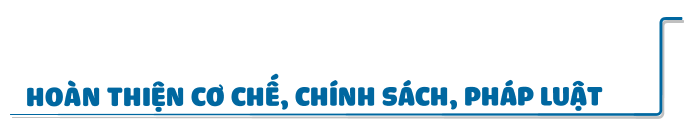 HOÀN THIỆN CƠ CHẾ, CHÍNH SÁCH, PHÁP LUẬT